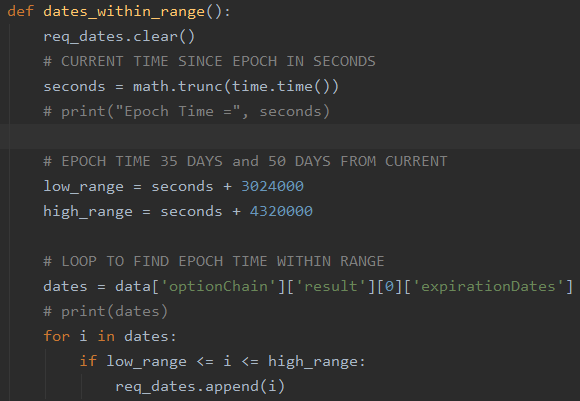 def dates_within_range():
    req_dates.clear()
    # CURRENT TIME SINCE EPOCH IN SECONDS
    seconds = math.trunc(time.time())
    # print("Epoch Time =", seconds)

    # EPOCH TIME 35 DAYS and 50 DAYS FROM CURRENT
    low_range = seconds + 3024000
    high_range = seconds + 4320000

    # LOOP TO FIND EPOCH TIME WITHIN RANGE
    dates = data['optionChain']['result'][0]['expirationDates']
    # print(dates)
    for i in dates:
        if low_range <= i <= high_range:
            req_dates.append(i)